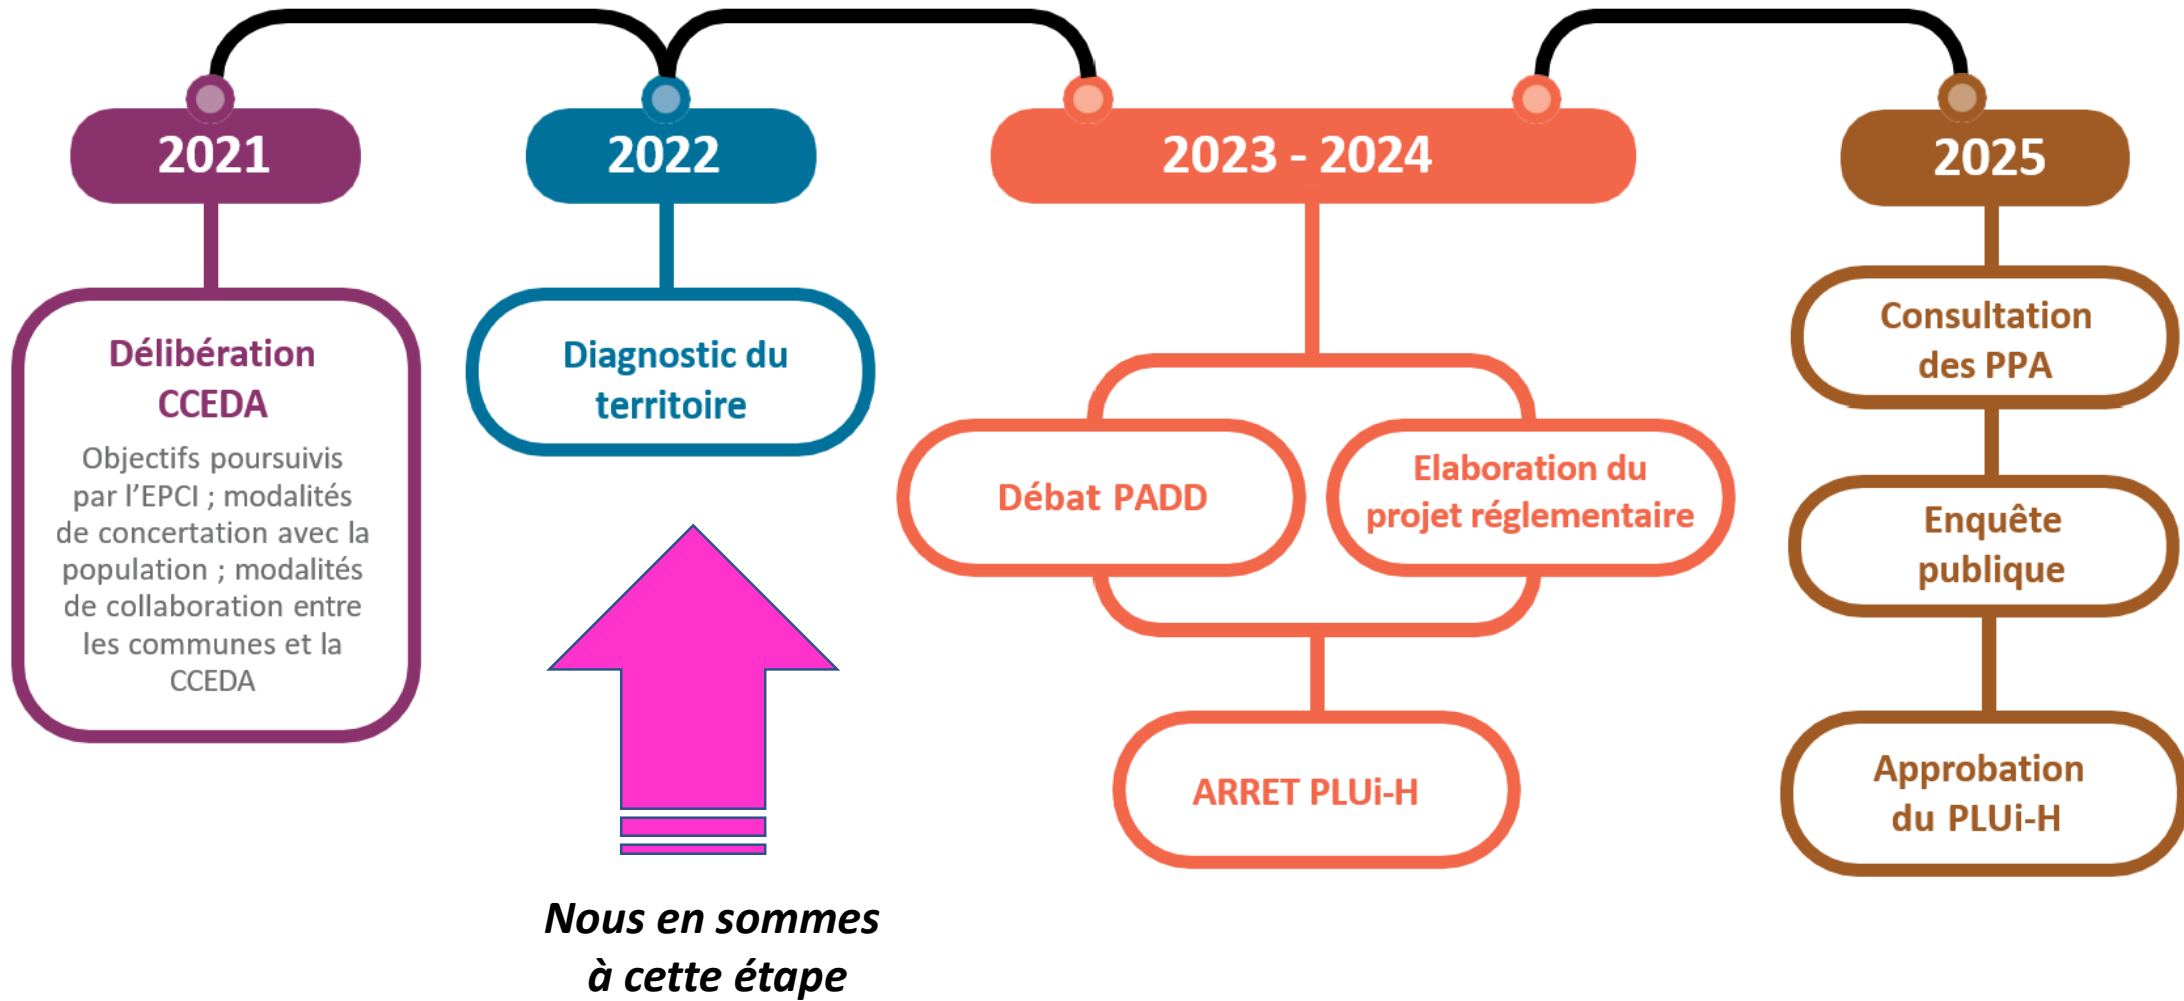 2021
Délibération
CCEDA
Objectifs poursuivis
par l’EPCI ; modalités
de concertation avec la
population ; modalités
de collaboration entre
les communes et la
CCEDA
2022
Diagnostic du
territoire
Nous en sommes
à cette étape
2023 - 2024
Débat PADD
Elaboration du
projet réglementaire
ARRET PLUi-H
2025
Consultation
des PPA
Enquête
publique
Approbation
du PLUi-H